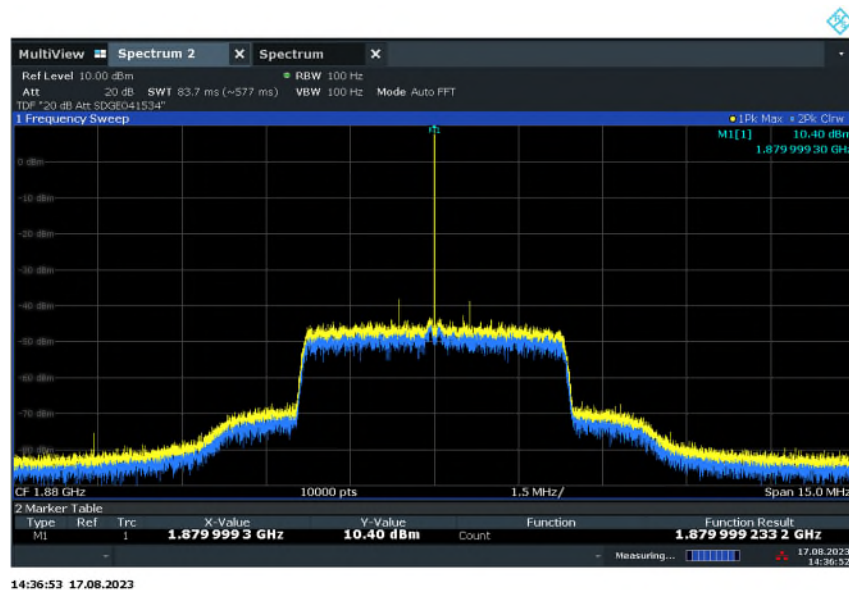 MultiView Spectrum 2 X Spectrum X
Ref Level 10.00 dBm RBW 100 Hz
Att 20 dB SWT 83.7 ms (~577 ms) VBW 100 Hz Mode Auto FFT
TDF "20 dB Att SDGE041534"
1 Frequency Sweep 1Pk Max 2Pk Clrw
M1[1] 10.40 dBm
1.879 999 30 GHz
M1
0 dBm
-10 dBm
-20 dBm
-30 dBm
-40 dBm
-50 dBm
-60 dBm
-70 dBm
CF 1.88 GHz 10000 pts 1.5 MHz/ Span 15.0 MHz
2 Marker Table
Type Ref Trc X-Value Y-Value Function Function Result
M1 1 1.879 999 3 GHz 10.40 dBm Count 1.879 999 233 2 GHz
Measuring... 17.08.2023
14:36:52
14:36:53 17.08.2023